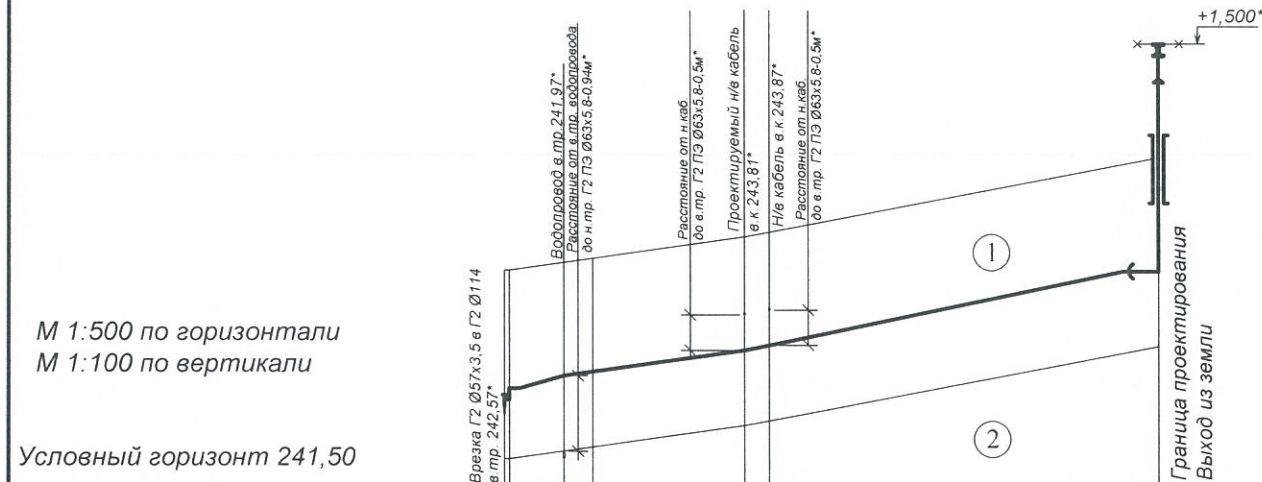 +1,500*
Водопровод в.тр.241,97*
Расстояние от в.тр. водопровода
до н.тр. Г2 ПЭ Ø63х5,8-0,94м*
Расстояние от н.каб.
до в.тр. Г2 ПЭ Ø63х5,8-0,5м*
Проектируемый н/в кабель
в.к.243,81*
Н/в кабель в.к.243,87*
Расстояние от н.каб.
до в.тр. Г2 ПЭ Ø63х5,8-0,5м*
1
М 1:500 по горизонтали
М 1:100 по вертикали
Врезка Г2 Ø57х3,5 в Г2 Ø114
в.тр. 242,57*
Граница проектирования
Выход из земли
2
Условный горизонт 241,50